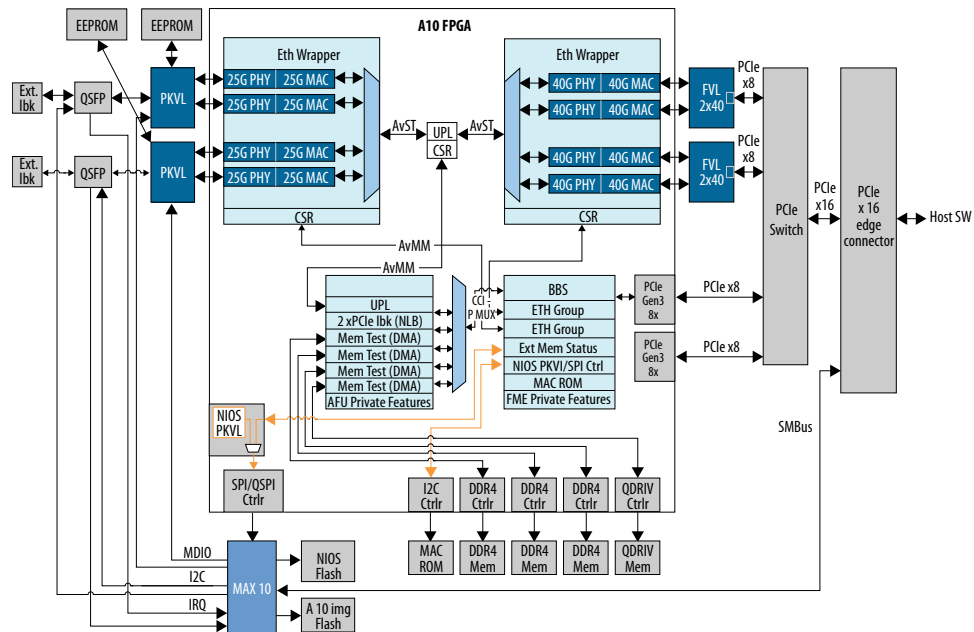 A10 FPGA
EEPROM
EEPROM
Ext.
lbk
QSFP
PKVL
Ext.
lbk
QSFP
PKVL
Eth Wrapper
25G PHY
25G MAC
25G PHY
25G MAC
25G PHY
25G MAC
25G PHY
25G MAC
CSR
AvST
UPL
CSR
AvST
Eth Wrapper
40G PHY
40G MAC
40G PHY
40G MAC
40G PHY
40G MAC
40G PHY
40G MAC
CSR
FVL
2x40
PCIe
x8
FVL
2x40
PCIe
x8
PCIe
Switch
PCIe
x16
PCIe
x 16
edge
connector
Host SW
AvMM
AvMM
UPL
2 xPCIe lbk (NLB)
Mem Test (DMA)
Mem Test (DMA)
Mem Test (DMA)
Mem Test (DMA)
AFU Private Features
CCI
P MUX
BBS
ETH Group
ETH Group
Ext Mem Status
NIOS PKVI/SPI Ctrl
MAC ROM
FME Private Features
PCIe
Gen3
8x
PCIe x8
PCIe
Gen3
8x
PCIe x8
SMBus
NIOS
PKVL
SPI/QSPI
Ctrlr
I2C
Ctrlr
DDR4
Ctrlr
DDR4
Ctrlr
DDR4
Ctrlr
QDRIV
Ctrlr
MAC
ROM
DDR4
Mem
DDR4
Mem
DDR4
Mem
QDRIV
Mem
MDIO
I2C
IRQ
MAX 10
NIOS
Flash
A 10 img
Flash